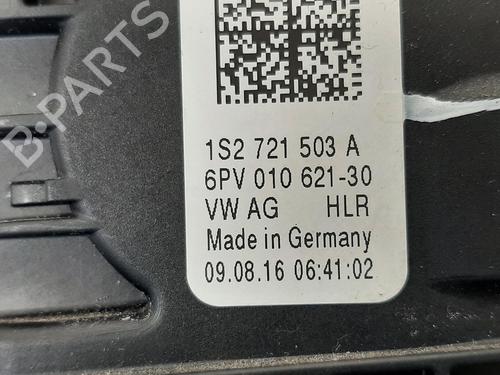 B-PARTS
1S2 721 503 A
6PV 010 621-30
VW AG HLR
Made in Germany
09.08.16 06:41:02